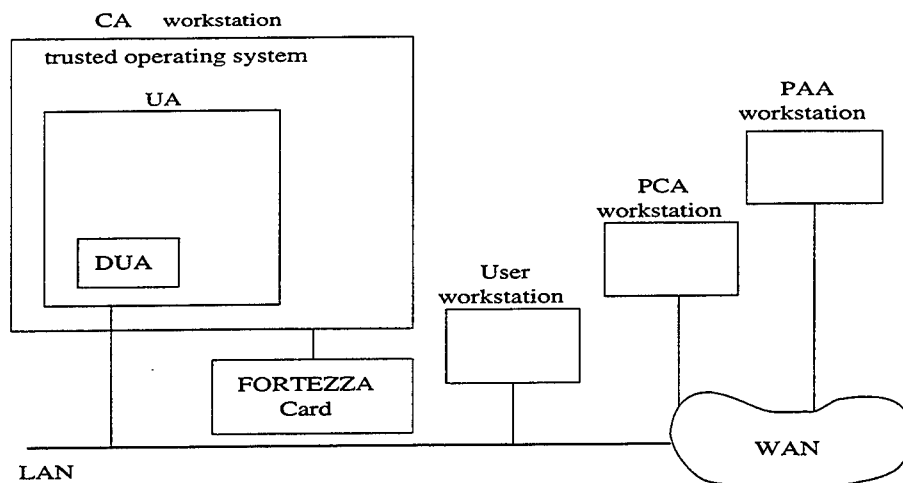 CA workstation
trusted operating system
UA
DUA
FORTEZZA
Card
User
workstation
PCA
workstation
PAA
workstation
WAN
LAN